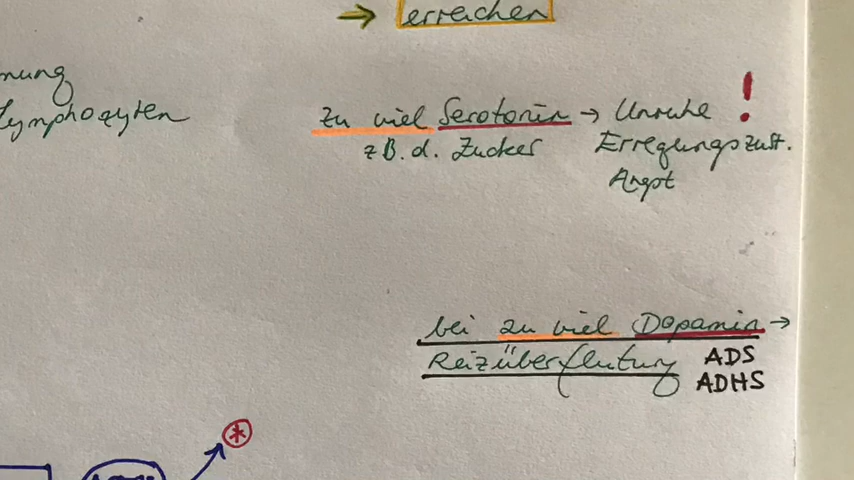 → erreichen
nung
Lymphozyten
zu viel Serotonin → Unruhe !
z.B. d. Zucker Erregungszust.
Angst
bei zu viel Dopamin →
Reizüberflutung ADS
ADHS